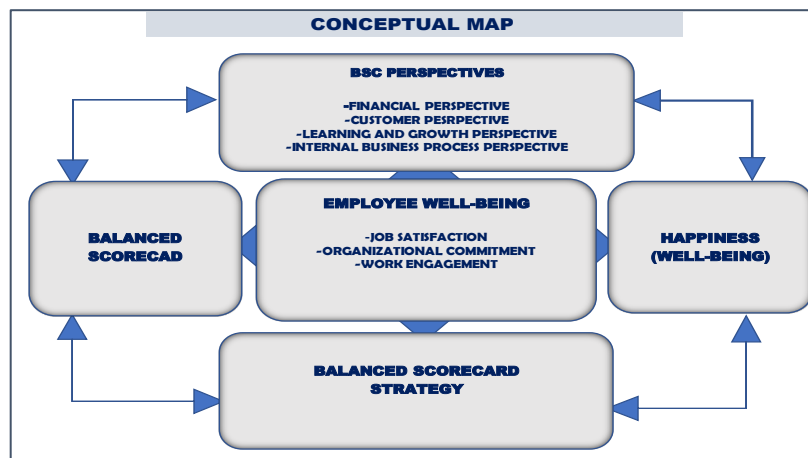 CONCEPTUAL MAP
BSC PERSPECTIVES
-FINANCIAL PERSPECTIVE
-CUSTOMER PESRPECTIVE
-LEARNING AND GROWTH PERSPECTIVE
-INTERNAL BUSINESS PROCESS PERSPECTIVE
BALANCED
SCORECAD
EMPLOYEE WELL-BEING
-JOB SATISFACTION
-ORGANIZATIONAL COMMITMENT
-WORK ENGAGEMENT
HAPPINESS
(WELL-BEING)
BALANCED SCORECARD
STRATEGY